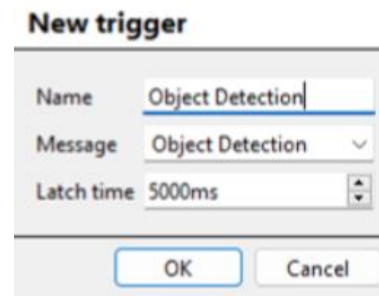 New trigger
Name Object Detection
Message Object Detection
Latch time 5000ms
OK Cancel